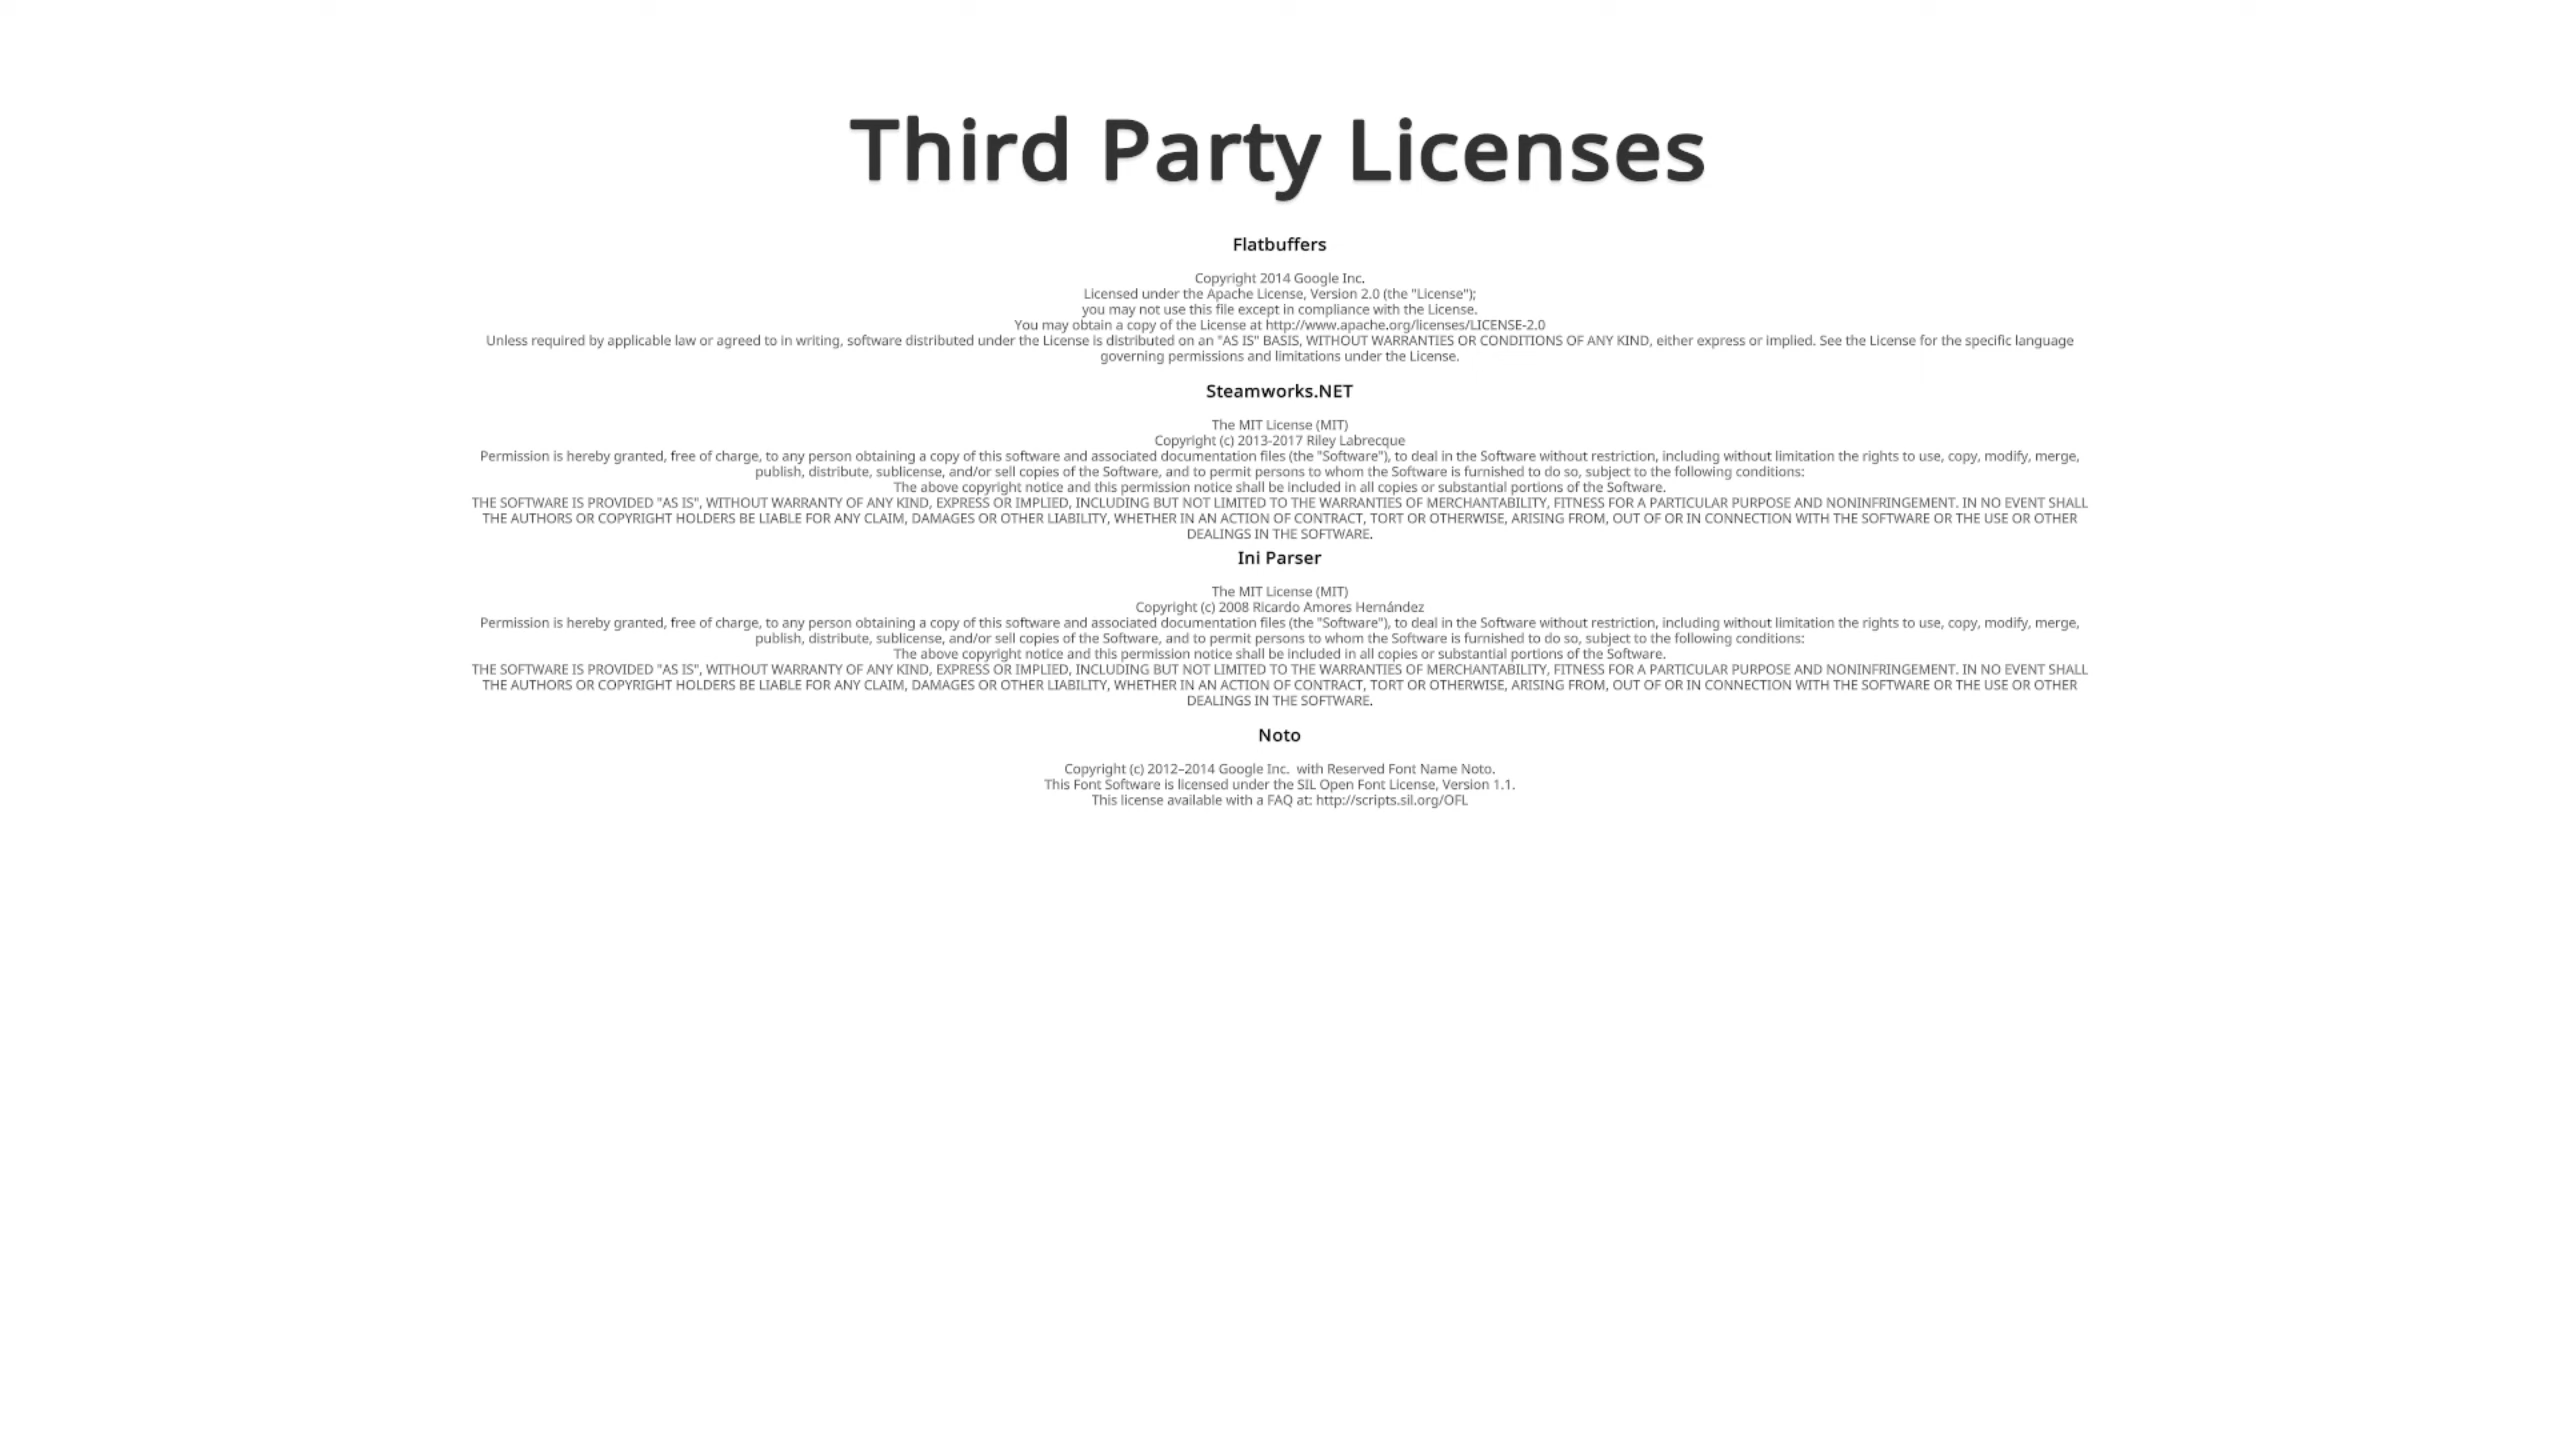 Third Party Licenses
Flatbuffers
Copyright 2014 Google Inc.
Licensed under the Apache License, Version 2.0 (the "License");
you may not use this file except in compliance with the License.
You may obtain a copy of the License at http://www.apache.org/licenses/LICENSE-2.0
Unless required by applicable law or agreed to in writing, software distributed under the License is distributed on an "AS IS" BASIS, WITHOUT WARRANTIES OR CONDITIONS OF ANY KIND, either express or implied. See the License for the specific language
governing permissions and limitations under the License.
Steamworks.NET
The MIT License (MIT)
Copyright (c) 2013-2017 Riley Labrecque
Permission is hereby granted, free of charge, to any person obtaining a copy of this software and associated documentation files (the "Software"), to deal in the Software without restriction, including without limitation the rights to use, copy, modify, merge,
publish, distribute, sublicense, and/or sell copies of the Software, and to permit persons to whom the Software is furnished to do so, subject to the following conditions:
The above copyright notice and this permission notice shall be included in all copies or substantial portions of the Software.
THE SOFTWARE IS PROVIDED "AS IS", WITHOUT WARRANTY OF ANY KIND, EXPRESS OR IMPLIED, INCLUDING BUT NOT LIMITED TO THE WARRANTIES OF MERCHANTABILITY, FITNESS FOR A PARTICULAR PURPOSE AND NONINFRINGEMENT. IN NO EVENT SHALL
THE AUTHORS OR COPYRIGHT HOLDERS BE LIABLE FOR ANY CLAIM, DAMAGES OR OTHER LIABILITY, WHETHER IN AN ACTION OF CONTRACT, TORT OR OTHERWISE, ARISING FROM, OUT OF OR IN CONNECTION WITH THE SOFTWARE OR THE USE OR OTHER
DEALINGS IN THE SOFTWARE.
Ini Parser
The MIT License (MIT)
Copyright (c) 2008 Ricardo Amores Hernández
Permission is hereby granted, free of charge, to any person obtaining a copy of this software and associated documentation files (the "Software"), to deal in the Software without restriction, including without limitation the rights to use, copy, modify, merge,
publish, distribute, sublicense, and/or sell copies of the Software, and to permit persons to whom the Software is furnished to do so, subject to the following conditions:
The above copyright notice and this permission notice shall be included in all copies or substantial portions of the Software.
THE SOFTWARE IS PROVIDED "AS IS", WITHOUT WARRANTY OF ANY KIND, EXPRESS OR IMPLIED, INCLUDING BUT NOT LIMITED TO THE WARRANTIES OF MERCHANTABILITY, FITNESS FOR A PARTICULAR PURPOSE AND NONINFRINGEMENT. IN NO EVENT SHALL
THE AUTHORS OR COPYRIGHT HOLDERS BE LIABLE FOR ANY CLAIM, DAMAGES OR OTHER LIABILITY, WHETHER IN AN ACTION OF CONTRACT, TORT OR OTHERWISE, ARISING FROM, OUT OF OR IN CONNECTION WITH THE SOFTWARE OR THE USE OR OTHER
DEALINGS IN THE SOFTWARE.
Noto
Copyright (c) 2012–2014 Google Inc.  with Reserved Font Name Noto.
This Font Software is licensed under the SIL Open Font License, Version 1.1.
This license available with a FAQ at: http://scripts.sil.org/OFL